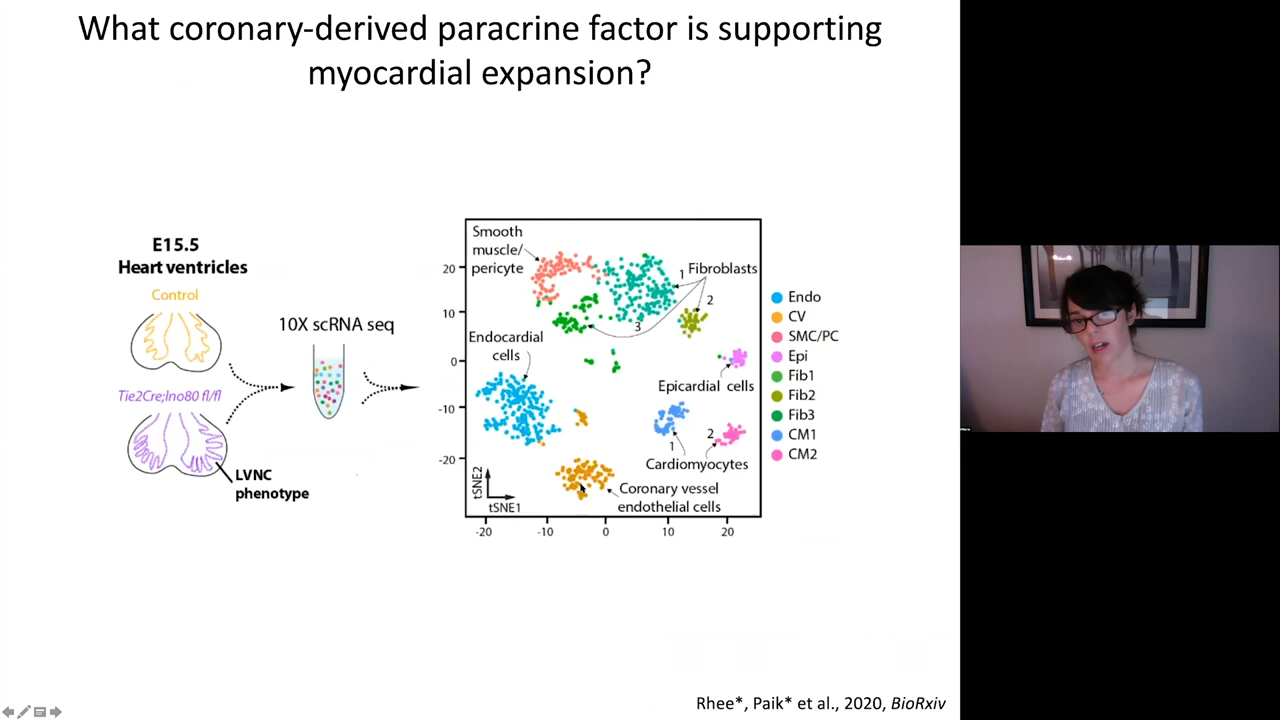 What coronary-derived paracrine factor is supporting
myocardial expansion?
E15.5
Heart ventricles
Control
Tie2Cre;Ino80 fl/fl
LVNC
phenotype
10X scRNA seq
Smooth
muscle/
pericyte
1 Fibroblasts
2
3
Endocardial
cells
Epicardial cells
2
1
Cardiomyocytes
Coronary vessel
endothelial cells
tSNE2
tSNE1
20
10
0
-10
-20
-20 -10 0 10 20
Endo
CV
SMC/PC
Epi
Fib1
Fib2
Fib3
CM1
CM2
Rhee*, Paik* et al., 2020, BioRxiv